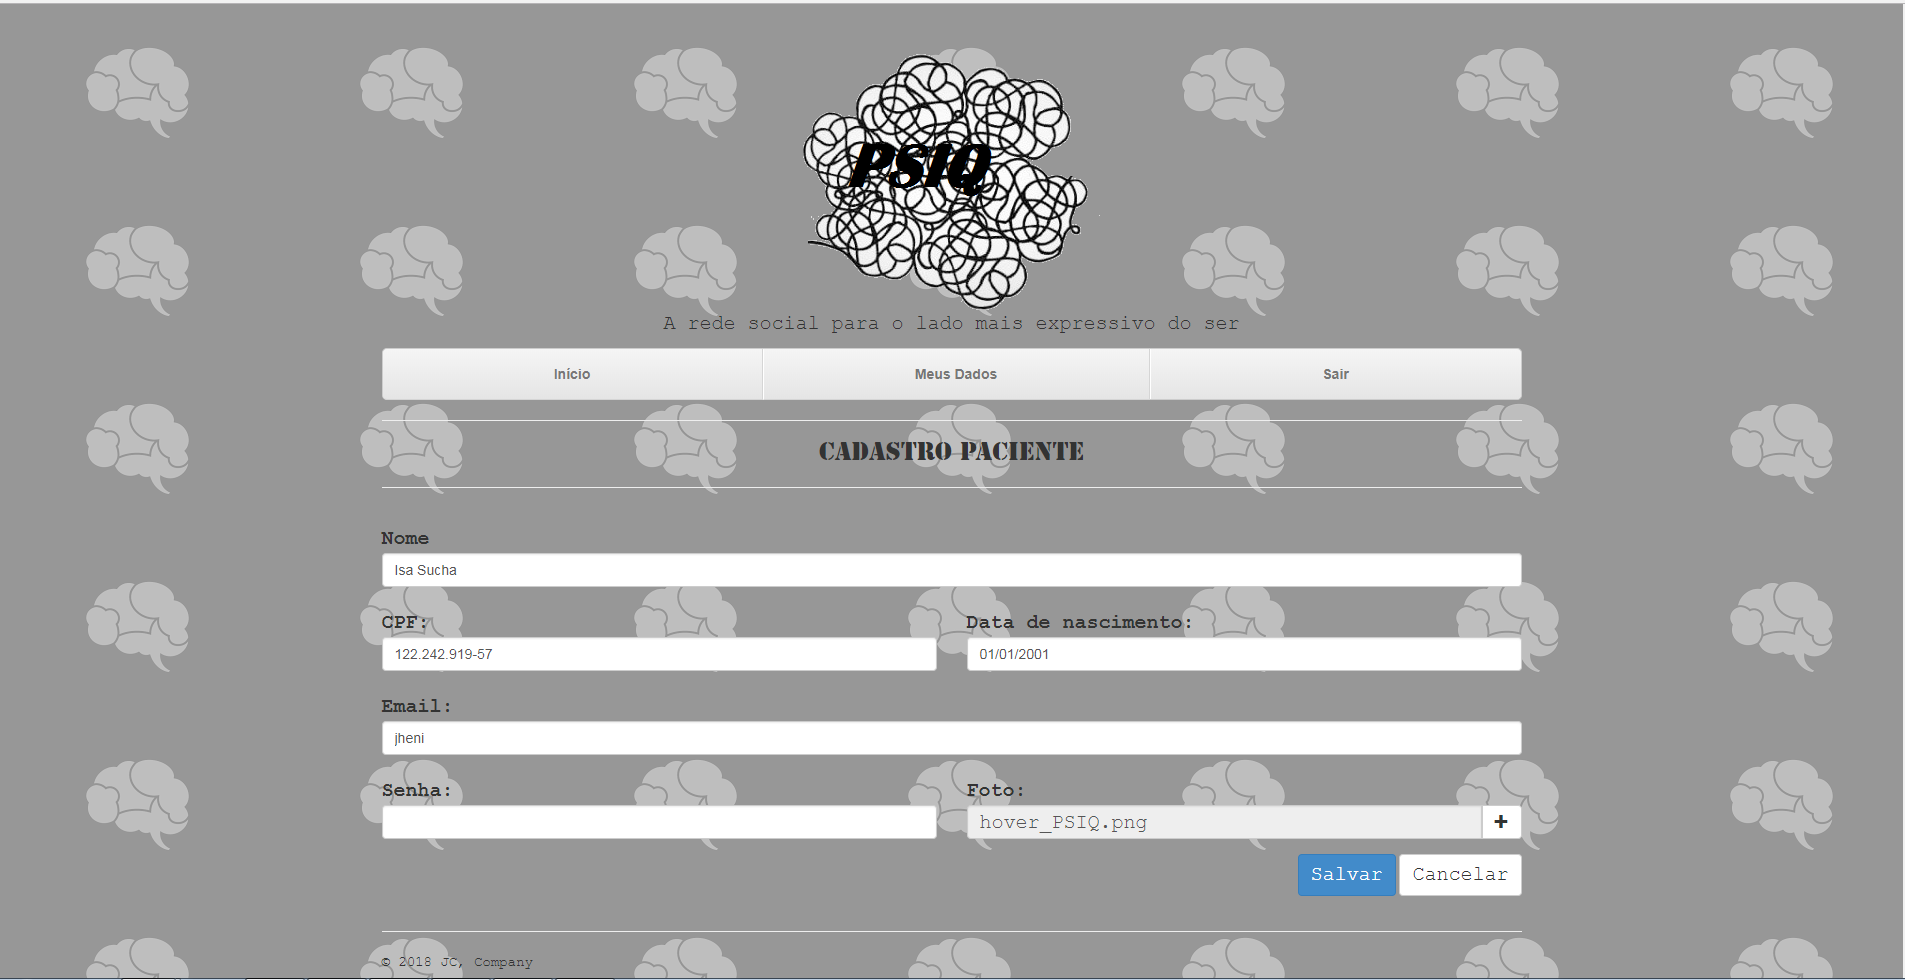 PSIQ
A rede social para o lado mais expressivo do ser
Início Meus Dados Sair
CADASTRO PACIENTE
Nome
Isa Sucha
CPF: Data de nascimento:
122.242.919-57 01/01/2001
Email:
jheni
Senha: Foto:
hover_PSIQ.png +
Salvar Cancelar
© 2018 JC, Company